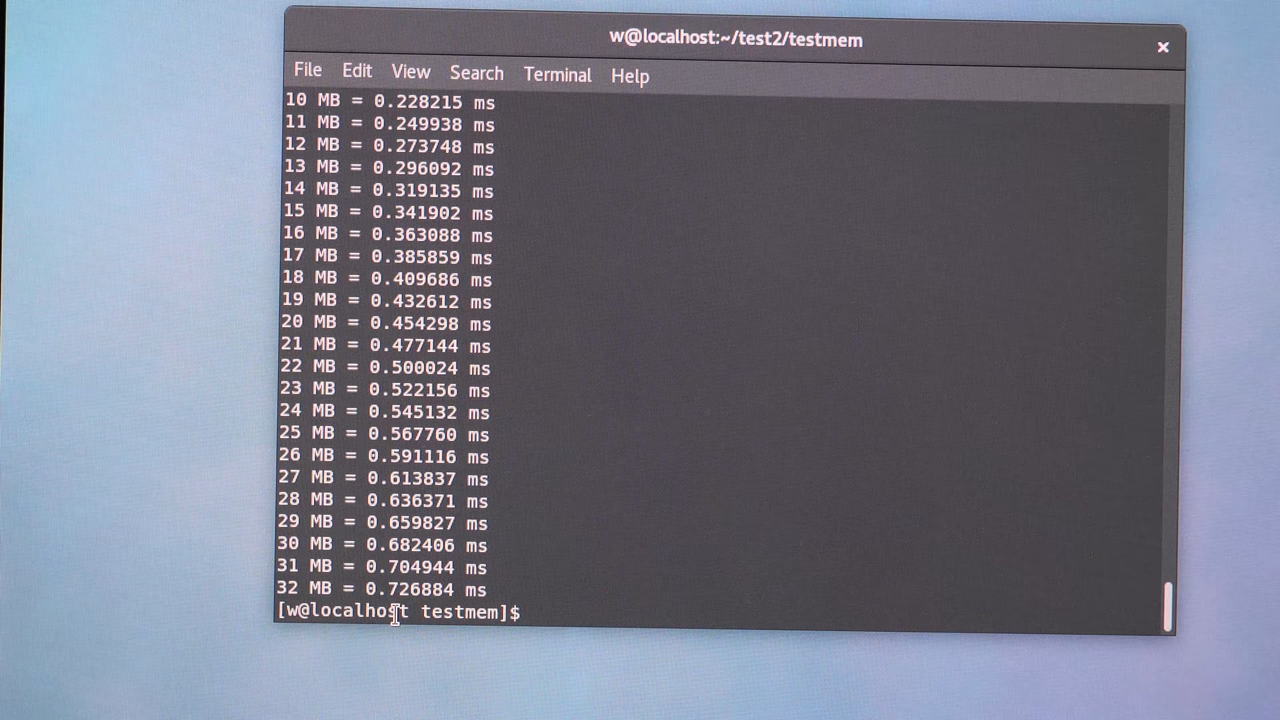 w@localhost:~/test2/testmem
File Edit View Search Terminal Help
10 MB = 0.228215 ms
11 MB = 0.249938 ms
12 MB = 0.273748 ms
13 MB = 0.296092 ms
14 MB = 0.319135 ms
15 MB = 0.341902 ms
16 MB = 0.363088 ms
17 MB = 0.385859 ms
18 MB = 0.409686 ms
19 MB = 0.432612 ms
20 MB = 0.454298 ms
21 MB = 0.477144 ms
22 MB = 0.500024 ms
23 MB = 0.522156 ms
24 MB = 0.545132 ms
25 MB = 0.567760 ms
26 MB = 0.591116 ms
27 MB = 0.613837 ms
28 MB = 0.636371 ms
29 MB = 0.659827 ms
30 MB = 0.682406 ms
31 MB = 0.704944 ms
32 MB = 0.726884 ms
[w@localhost testmem]$